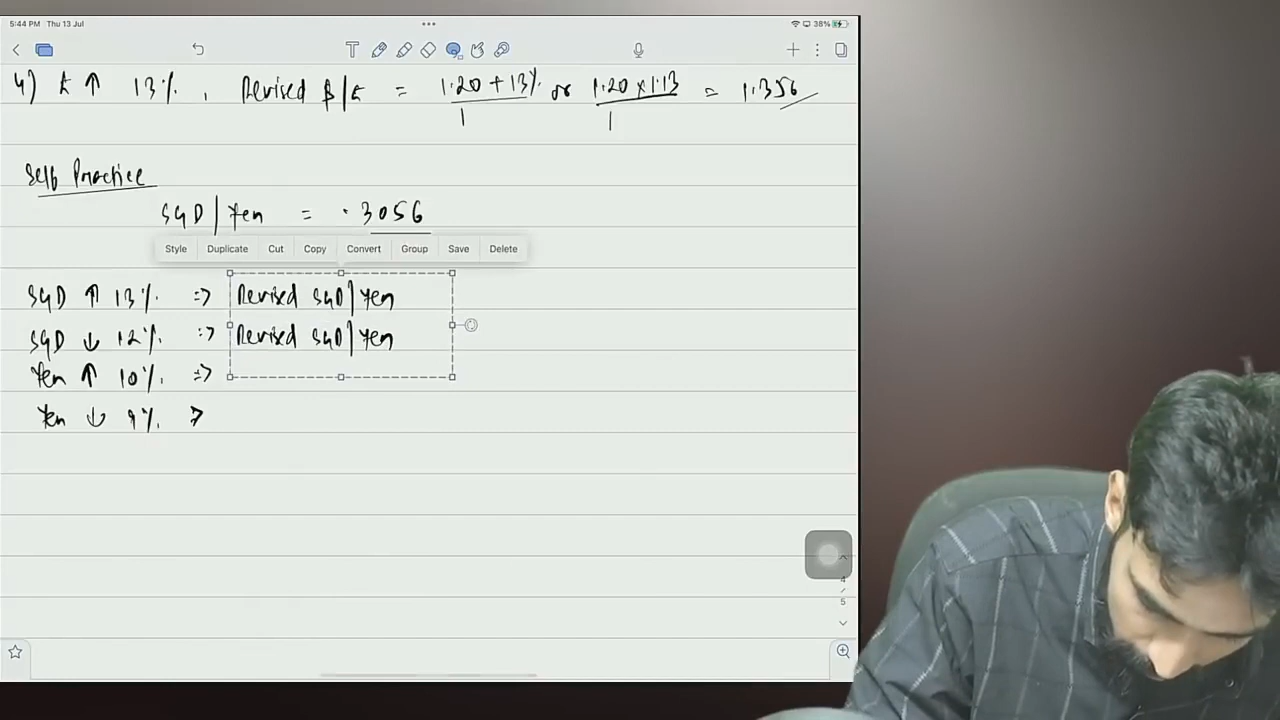 5:44 PM Thu 13 Jul
38%
4) £ ↑ 13%, Revised $/£ = 1.20 + 13% / 1 or 1.20 x 1.13 / 1 = 1.356
Self Practice
SGD | Yen = .3056
Style Duplicate Cut Copy Convert Group Save Delete
SGD ↑ 13% => Revised SGD | Yen
SGD ↓ 12% => Revised SGD | Yen
Yen ↑ 10% =>
Yen ↓ 9% =>
4
5